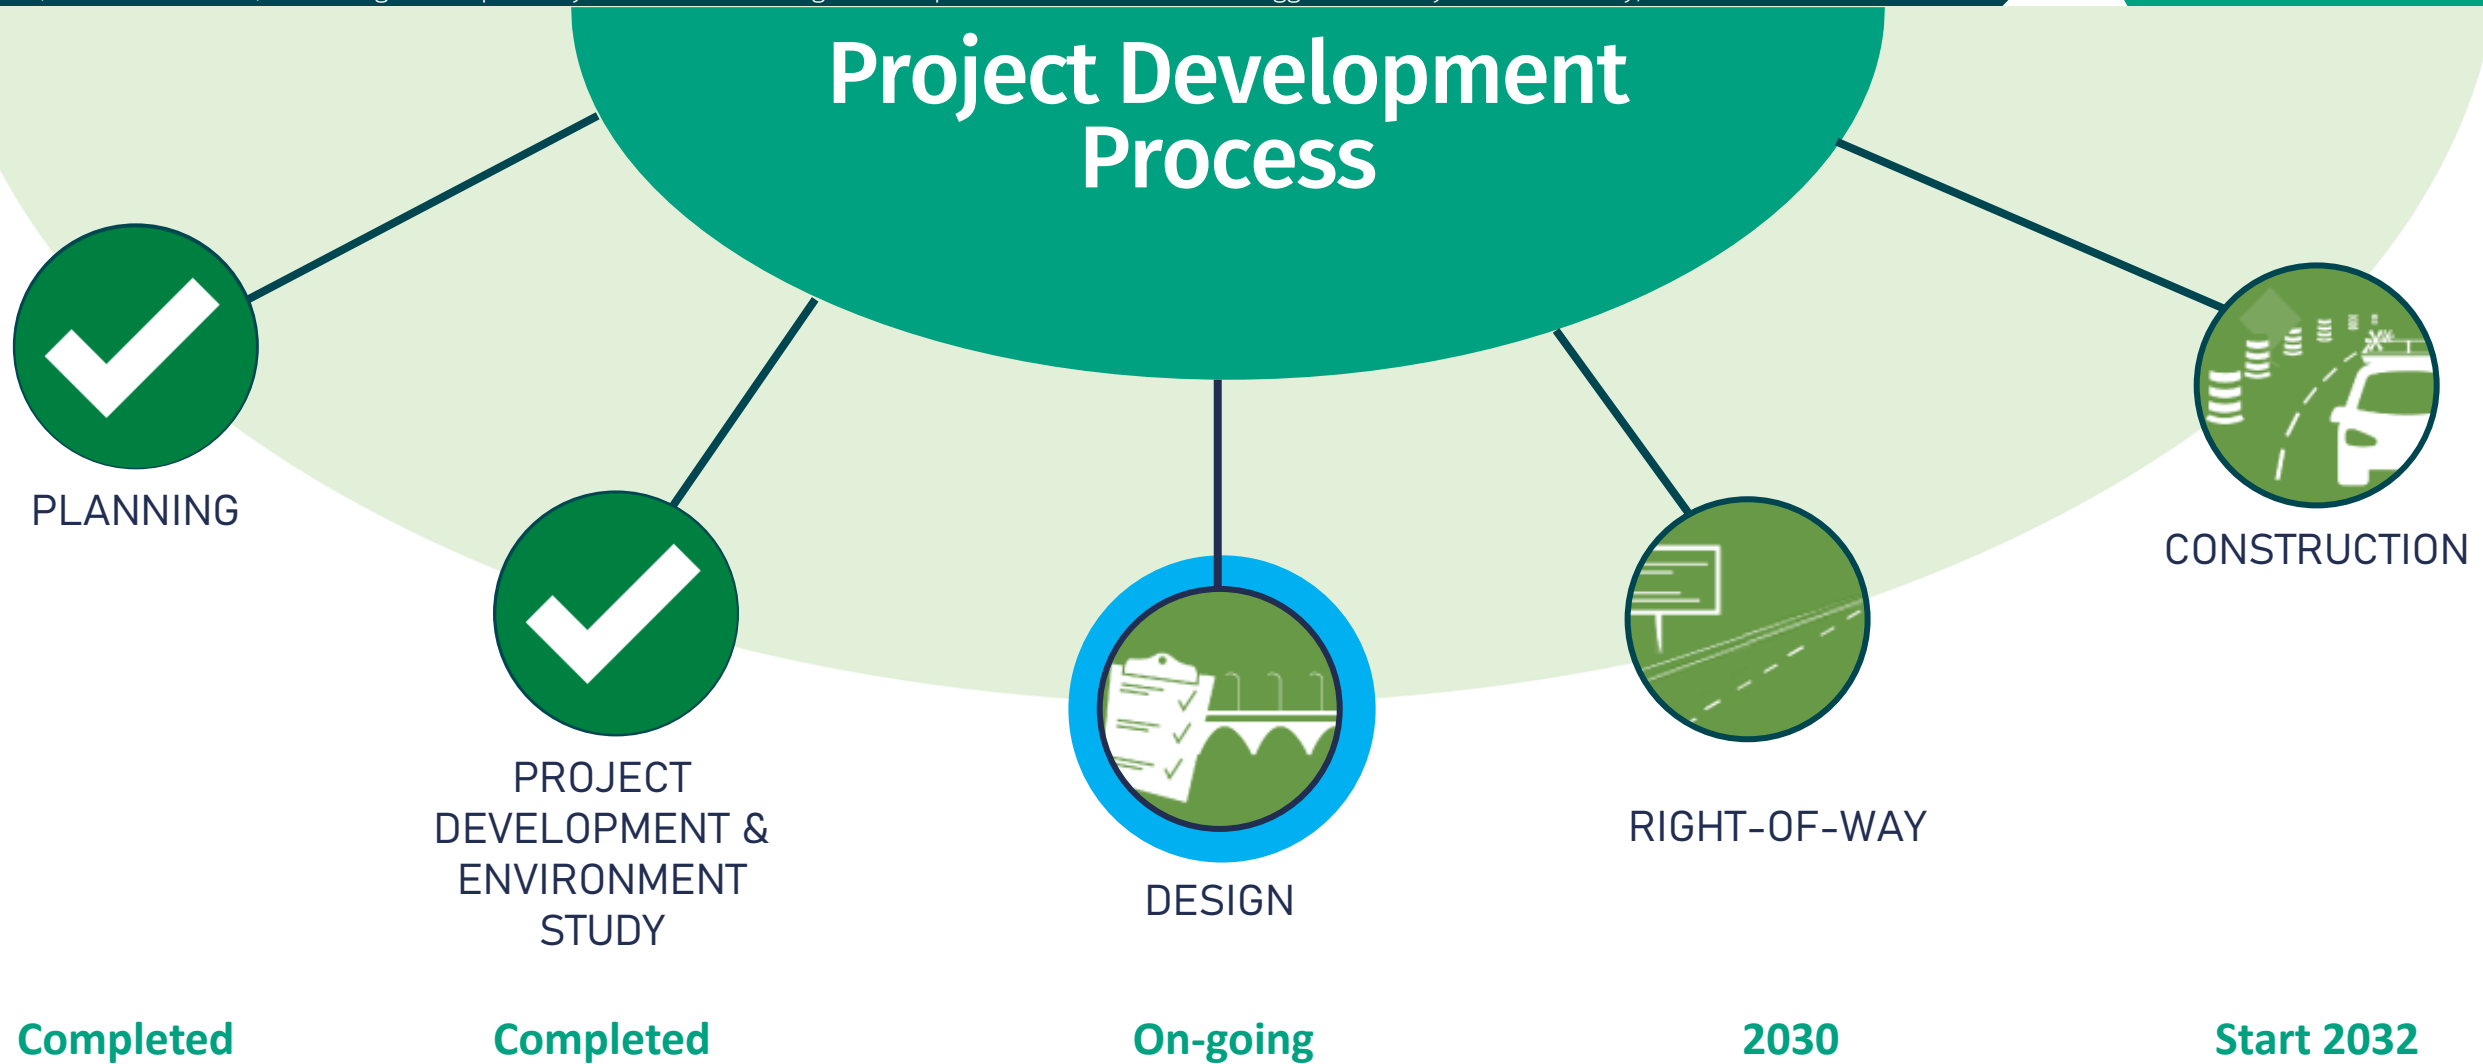 Project Development
Process
PLANNING
PROJECT
DEVELOPMENT &
ENVIRONMENT
STUDY
DESIGN
RIGHT-OF-WAY
CONSTRUCTION
Completed
Completed
On-going
2030
Start 2032